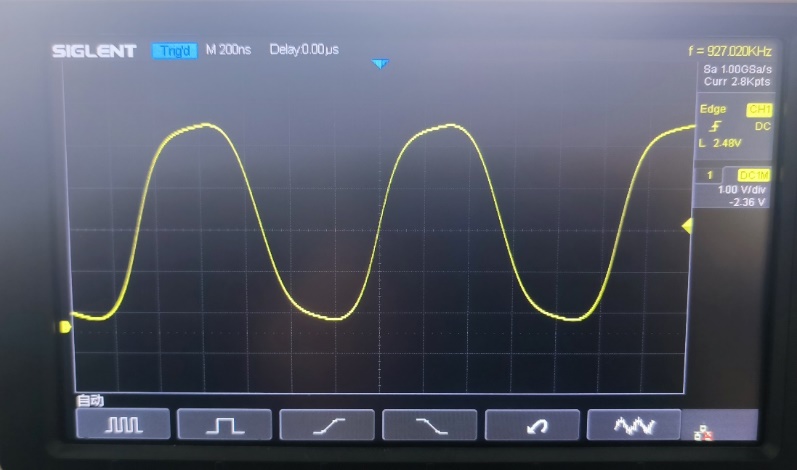 SIGLENT Trig'd M 200ns Delay:0.00µs f = 927.020KHz
Sa 1.00GSa/s
Curr 2.8Kpts
Edge CH1
DC
L 2.48V
1 DC1M
1.00 V/div
-2.36 V
自动